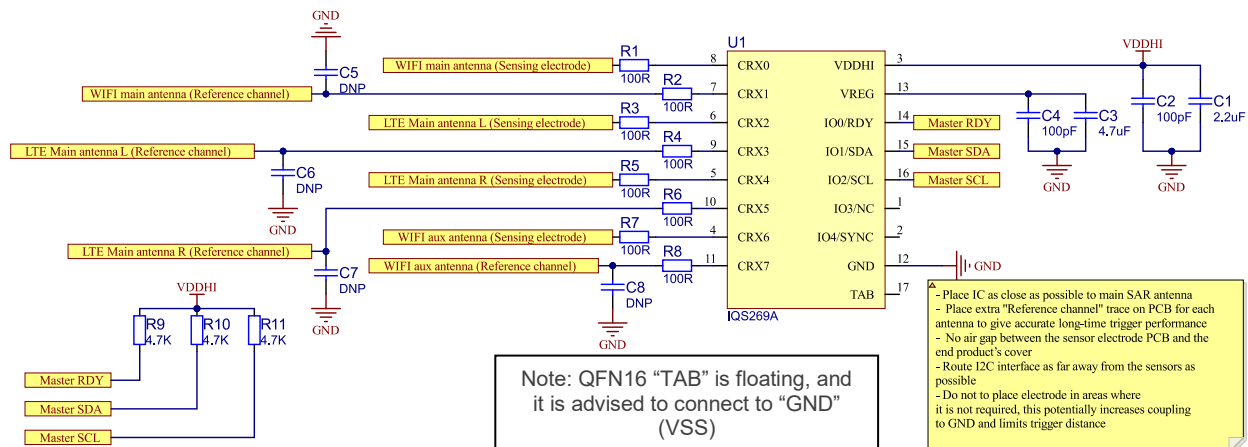 GND
C5
DNP
WIFI main antenna (Sensing electrode)
R1
100R
8
WIFI main antenna (Reference channel)
R2
100R
7
LTE Main antenna L (Sensing electrode)
R3
100R
6
LTE Main antenna L (Reference channel)
R4
100R
9
C6
DNP
GND
LTE Main antenna R (Sensing electrode)
R5
100R
5
R6
100R
10
LTE Main antenna R (Reference channel)
C7
DNP
GND
WIFI aux antenna (Sensing electrode)
R7
100R
4
WIFI aux antenna (Reference channel)
R8
100R
11
C8
DNP
GND
U1
CRX0 VDDHI 3
CRX1 VREG 13
CRX2 IO0/RDY 14 Master RDY
CRX3 IO1/SDA 15 Master SDA
CRX4 IO2/SCL 16 Master SCL
CRX5 IO3/NC 1
CRX6 IO4/SYNC 2
CRX7 GND 12 GND
TAB 17
IQS269A
VDDHI
C4
100pF
C3
4.7uF
GND
C2
100pF
C1
2.2uF
GND
VDDHI
R9
4.7K
R10
4.7K
R11
4.7K
Master RDY
Master SDA
Master SCL
Note: QFN16 “TAB” is floating, and
it is advised to connect to “GND”
(VSS)
- Place IC as close as possible to main SAR antenna
- Place extra "Reference channel" trace on PCB for each
antenna to give accurate long-time trigger performance
- No air gap between the sensor electrode PCB and the
end product's cover
- Route I2C interface as far away from the sensors as
possible
- Do not to place electrode in areas where
it is not required, this potentially increases coupling
to GND and limits trigger distance